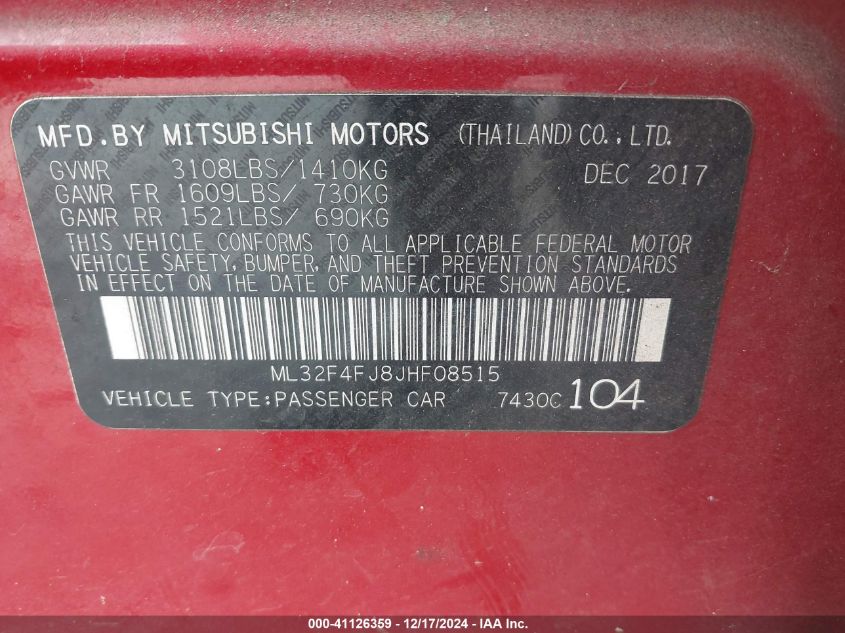 MFD.BY MITSUBISHI MOTORS (THAILAND)CO.,LTD.
GVWR 3108LBS/1410KG DEC 2017
GAWR FR 1609LBS/ 730KG
GAWR RR 1521LBS/ 690KG
THIS VEHICLE CONFORMS TO ALL APPLICABLE FEDERAL MOTOR
VEHICLE SAFETY, BUMPER, AND THEFT PREVENTION STANDARDS
IN EFFECT ON THE DATE OF MANUFACTURE SHOWN ABOVE.
ML32F4FJ8JHF08515
VEHICLE TYPE:PASSENGER CAR 7430C 104
000-41126359 - 12/17/2024 - IAA Inc.